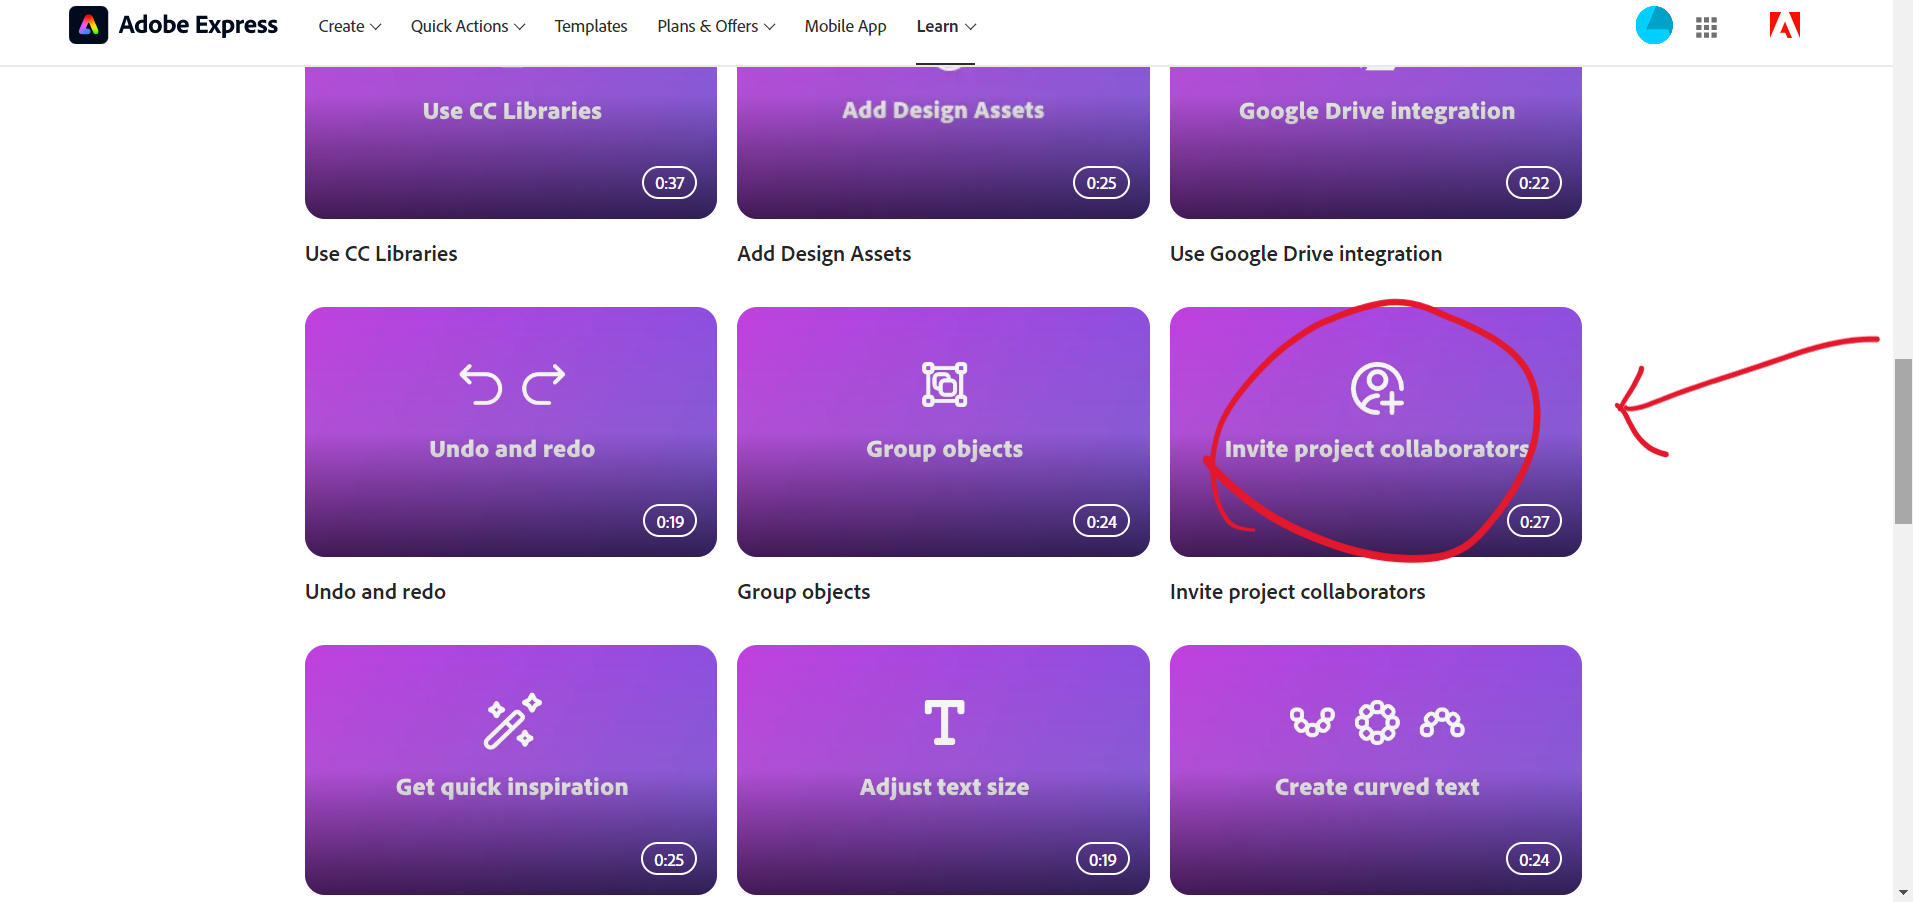 Adobe Express Create Quick Actions Templates Plans & Offers Mobile App Learn
Use CC Libraries
0:37
Add Design Assets
0:25
Google Drive integration
0:22
Use CC Libraries
Add Design Assets
Use Google Drive integration
Undo and redo
0:19
Group objects
0:24
Invite project collaborators
0:27
Undo and redo
Group objects
Invite project collaborators
Get quick inspiration
0:25
Adjust text size
0:19
Create curved text
0:24